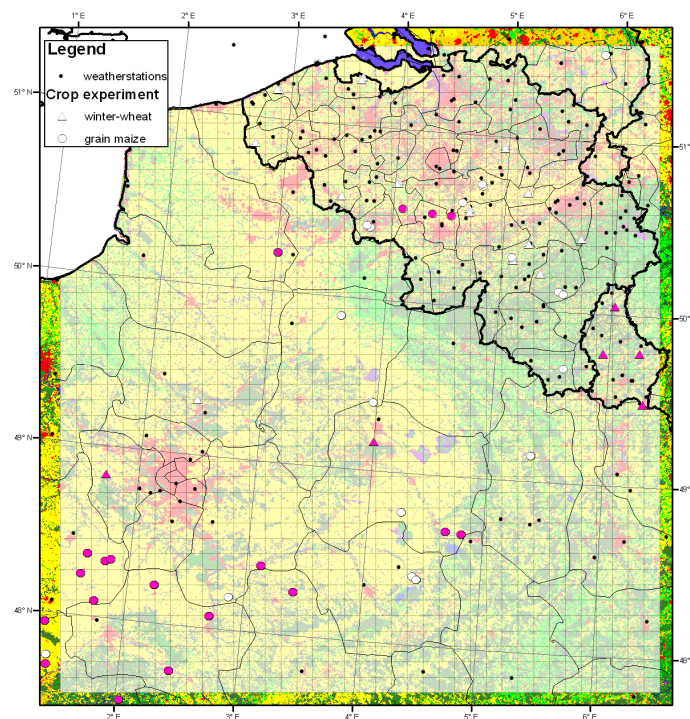 1°E 2°E 3°E 4°E 5°E 6°E
Legend
weatherstations
Crop experiment
winter-wheat
grain maize
51°N
51°N
50°N
50°
49°N
49°N
48°N
48°
2°E 3°E 4°E 5°E 6°E